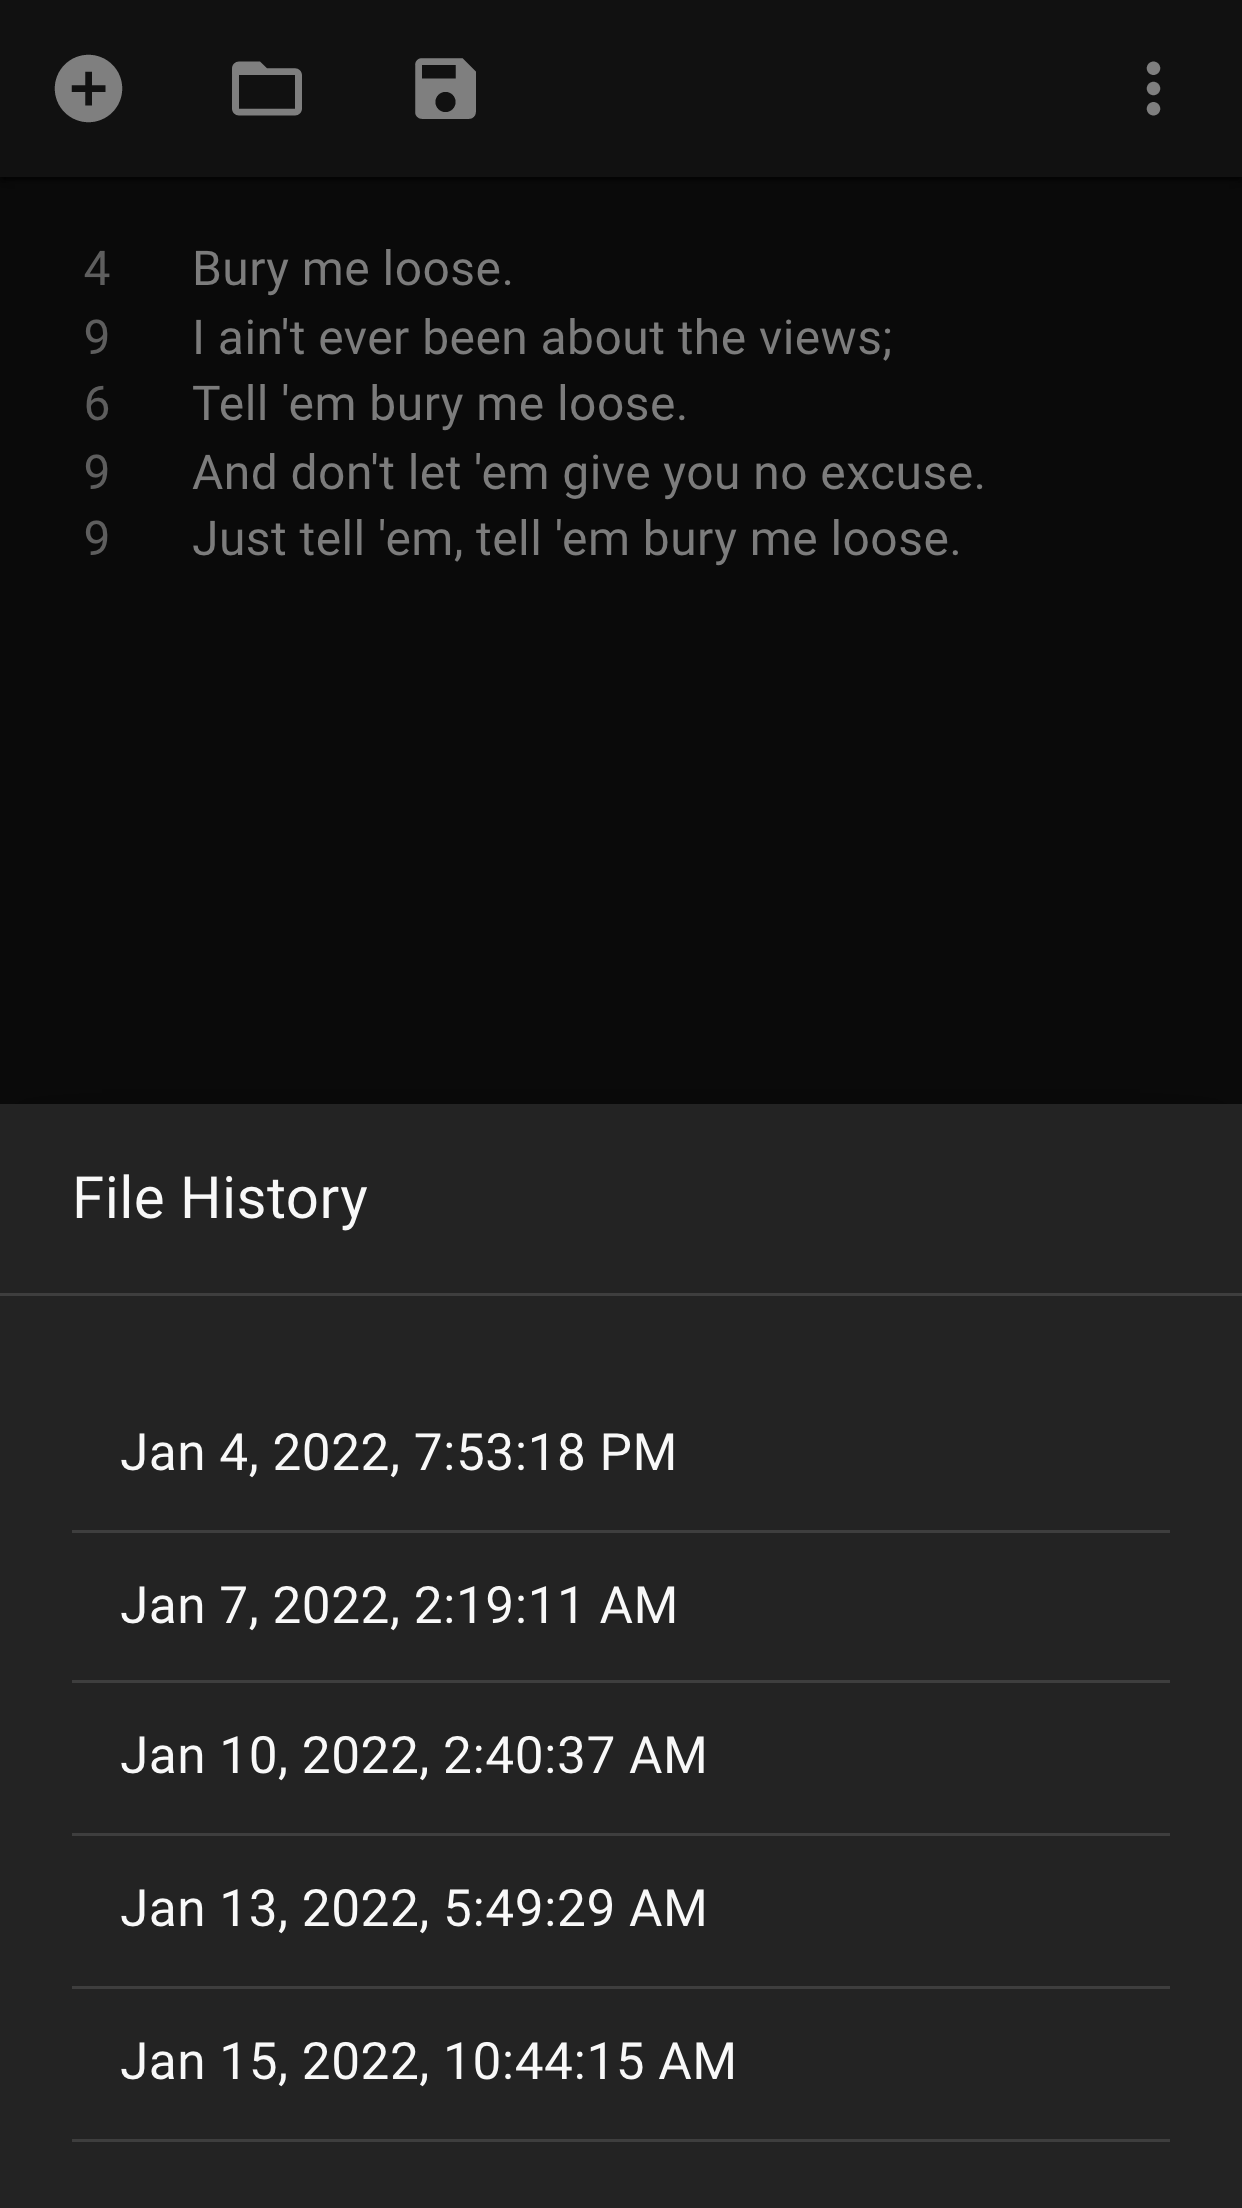 4 Bury me loose.
9 I ain't ever been about the views;
6 Tell 'em bury me loose.
9 And don't let 'em give you no excuse.
9 Just tell 'em, tell 'em bury me loose.
File History
Jan 4, 2022, 7:53:18 PM
Jan 7, 2022, 2:19:11 AM
Jan 10, 2022, 2:40:37 AM
Jan 13, 2022, 5:49:29 AM
Jan 15, 2022, 10:44:15 AM